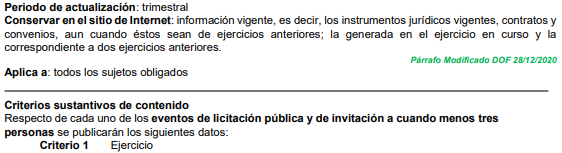 Periodo de actualización: trimestral
Conservar en el sitio de Internet: información vigente, es decir, los instrumentos jurídicos vigentes, contratos y
convenios, aun cuando éstos sean de ejercicios anteriores; la generada en el ejercicio en curso y la
correspondiente a dos ejercicios anteriores.
Párrafo Modificado DOF 28/12/2020
Aplica a: todos los sujetos obligados
Criterios sustantivos de contenido
Respecto de cada uno de los eventos de licitación pública y de invitación a cuando menos tres
personas se publicarán los siguientes datos:
Criterio 1 Ejercicio